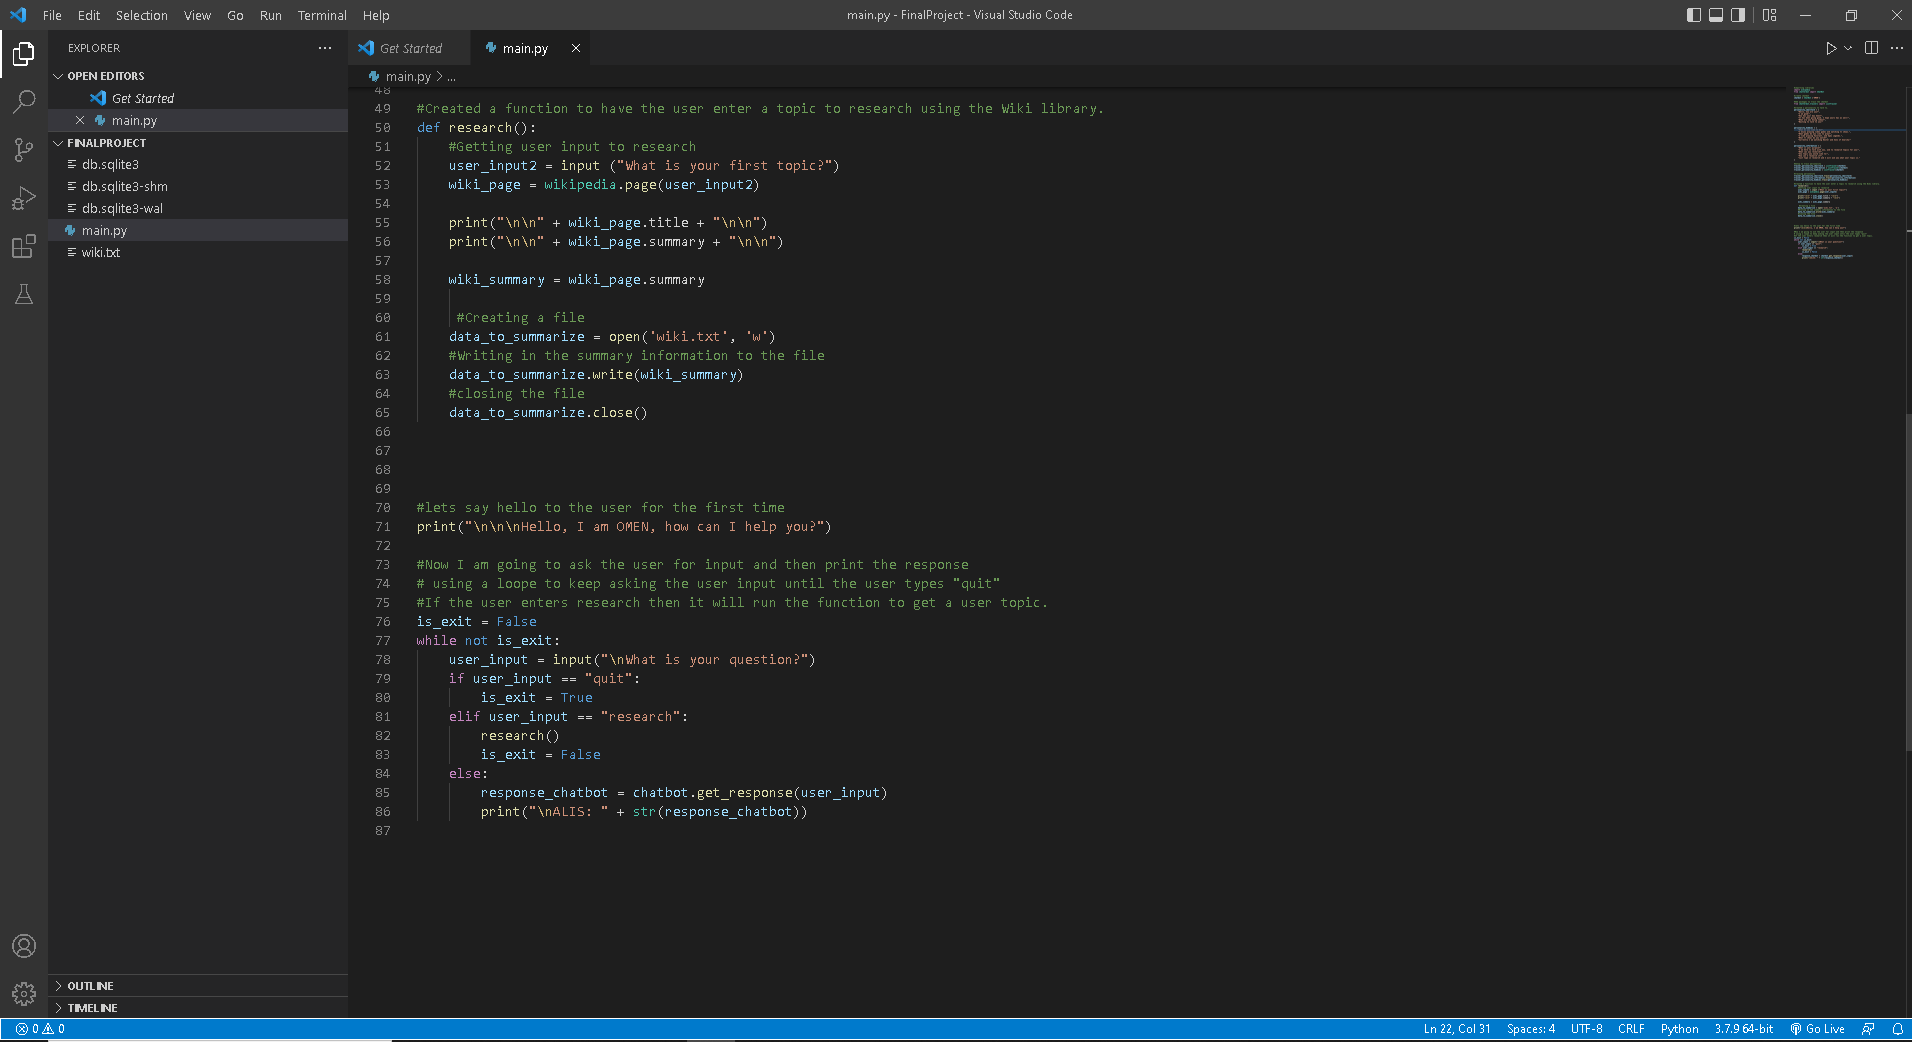 File Edit Selection View Go Run Terminal Help
main.py - FinalProject - Visual Studio Code
EXPLORER
OPEN EDITORS
Get Started
main.py
FINALPROJECT
db.sqlite3
db.sqlite3-shm
db.sqlite3-wal
main.py
wiki.txt
OUTLINE
TIMELINE
Get Started
main.py
main.py > ...
48
49 #Created a function to have the user enter a topic to research using the Wiki library.
50 def research():
51     #Getting user input to research
52     user_input2 = input ("What is your first topic?")
53     wiki_page = wikipedia.page(user_input2)
54
55     print("\n\n" + wiki_page.title + "\n\n")
56     print("\n\n" + wiki_page.summary + "\n\n")
57
58     wiki_summary = wiki_page.summary
59
60      #Creating a file
61     data_to_summarize = open('wiki.txt', 'w')
62     #Writing in the summary information to the file
63     data_to_summarize.write(wiki_summary)
64     #closing the file
65     data_to_summarize.close()
66
67
68
69
70 #lets say hello to the user for the first time
71 print("\n\n\nHello, I am OMEN, how can I help you?")
72
73 #Now I am going to ask the user for input and then print the response
74 # using a loope to keep asking the user input until the user types "quit"
75 #If the user enters research then it will run the function to get a user topic.
76 is_exit = False
77 while not is_exit:
78     user_input = input("\nWhat is your question?")
79     if user_input == "quit":
80         is_exit = True
81     elif user_input == "research":
82         research()
83         is_exit = False
84     else:
85         response_chatbot = chatbot.get_response(user_input)
86         print("\nALIS: " + str(response_chatbot))
87
0 0
Ln 22, Col 31 Spaces: 4 UTF-8 CRLF Python 3.7.9 64-bit Go Live